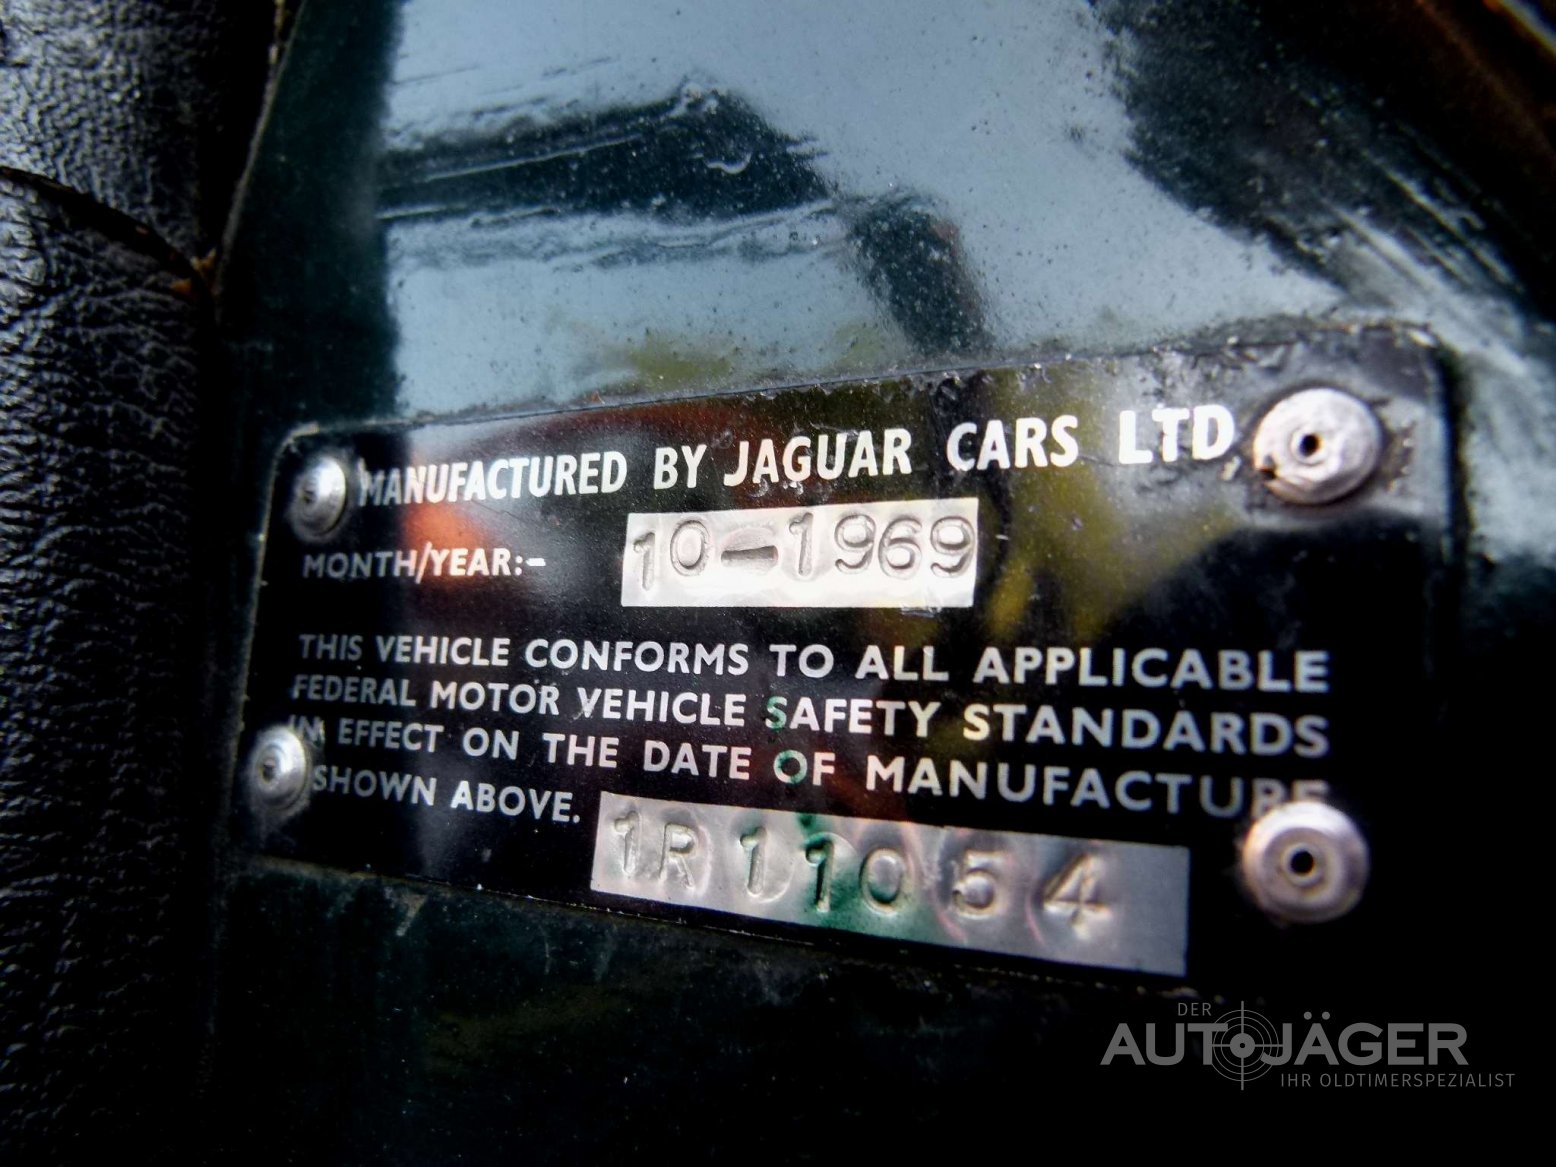 MANUFACTURED BY JAGUAR CARS LTD
MONTH/YEAR:- 10-1969
THIS VEHICLE CONFORMS TO ALL APPLICABLE
FEDERAL MOTOR VEHICLE SAFETY STANDARDS
IN EFFECT ON THE DATE OF MANUFACTURE
SHOWN ABOVE. 1R11054
DER
AUTOJÄGER
IHR OLDTIMERSPEZIALIST